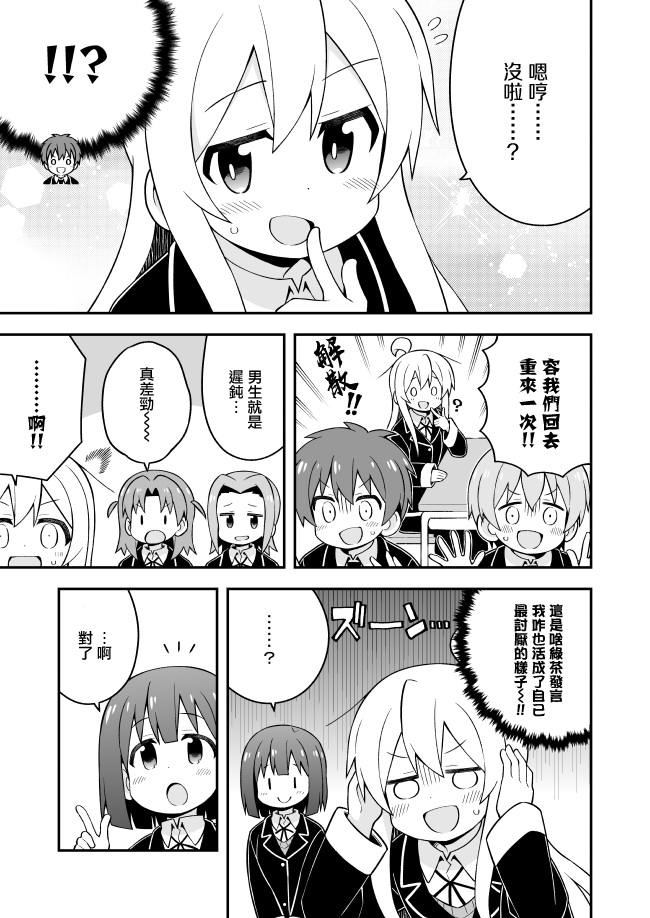 嗯哼……
沒啦……？
!!?
容我們回去
重來一次!!
解散!!
？
男生就是
遲鈍…
真差勁～～
………啊!!
這是啥綠茶發言
我咋也活成了自己
最討厭的樣子～!!
ズーン…
……？
…啊
對了